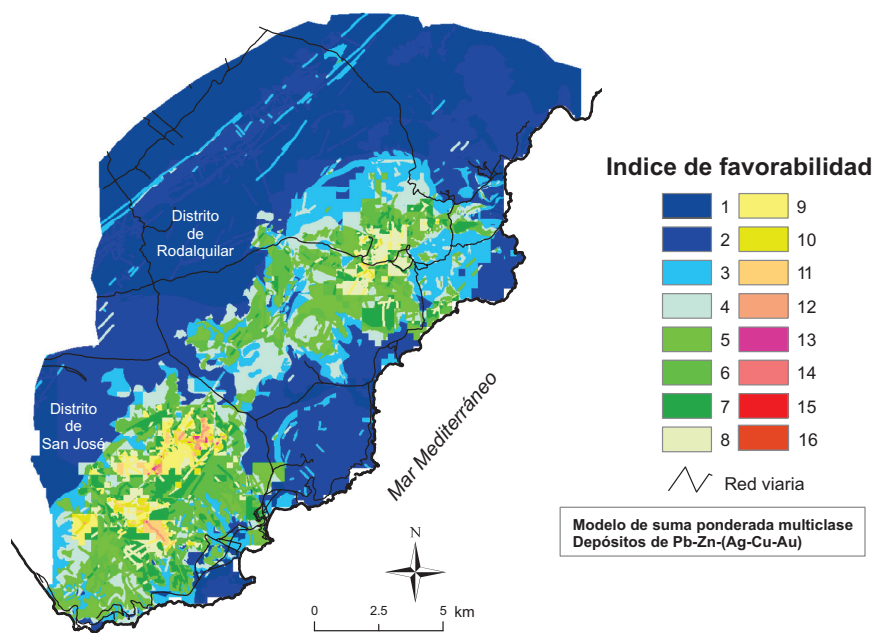 Distrito
de
Rodalquilar
Distrito
de
San José
Mar Mediterráneo
N
0 2.5 5 km
Indice de favorabilidad
1 9
2 10
3 11
4 12
5 13
6 14
7 15
8 16
Red viaria
Modelo de suma ponderada multiclase
Depósitos de Pb-Zn-(Ag-Cu-Au)